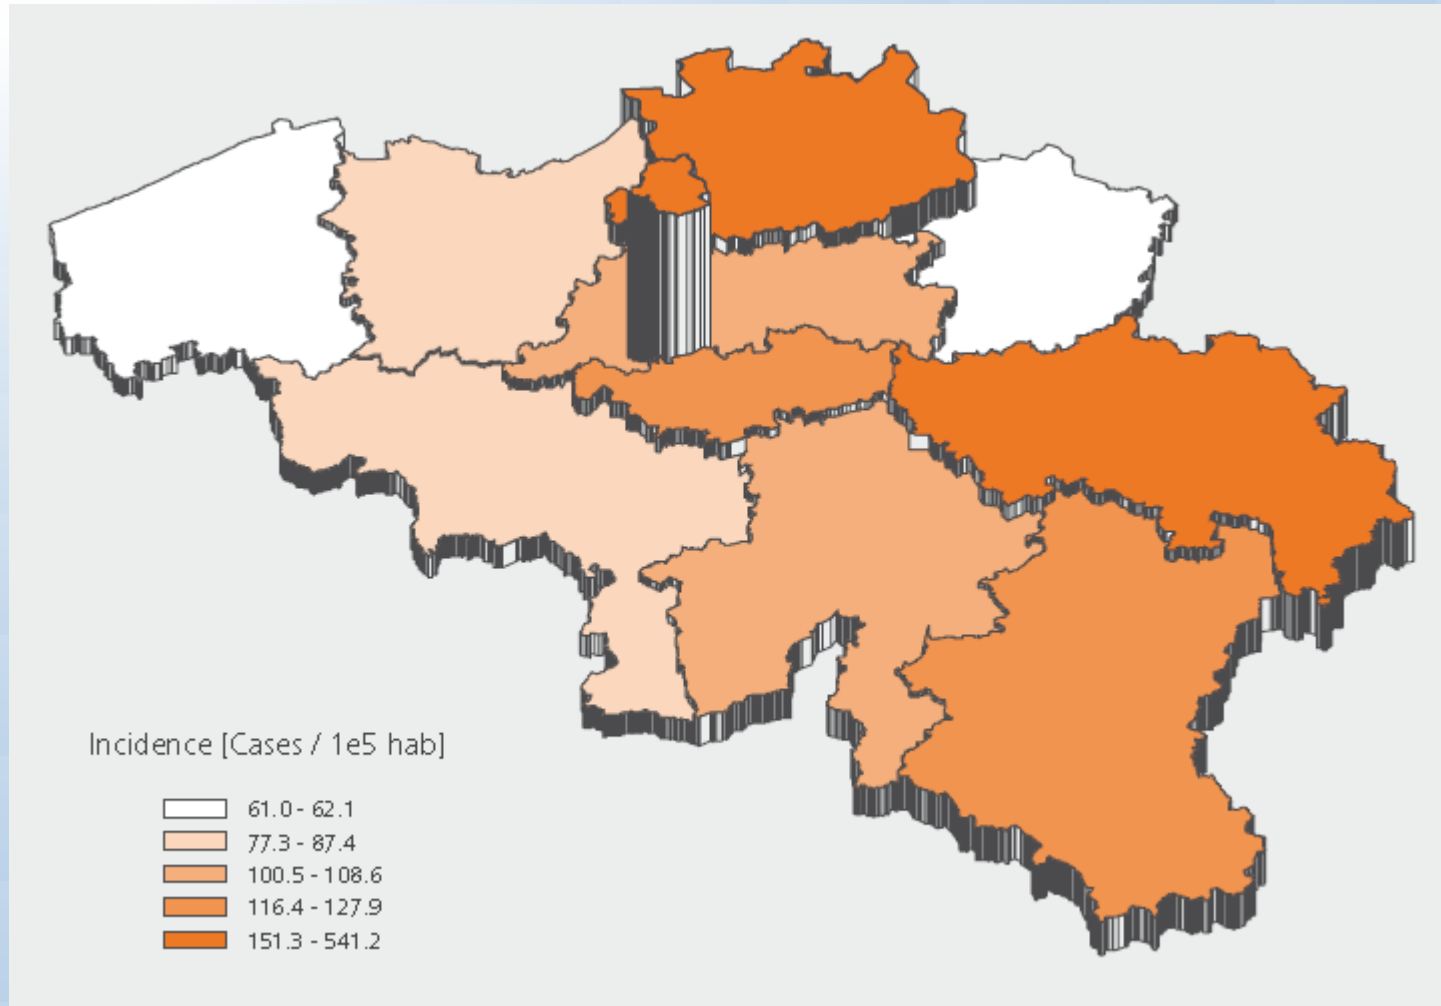 Incidence [Cases / 1e5 hab]
61.0 - 62.1
77.3 - 87.4
100.5 - 108.6
116.4 - 127.9
151.3 - 541.2